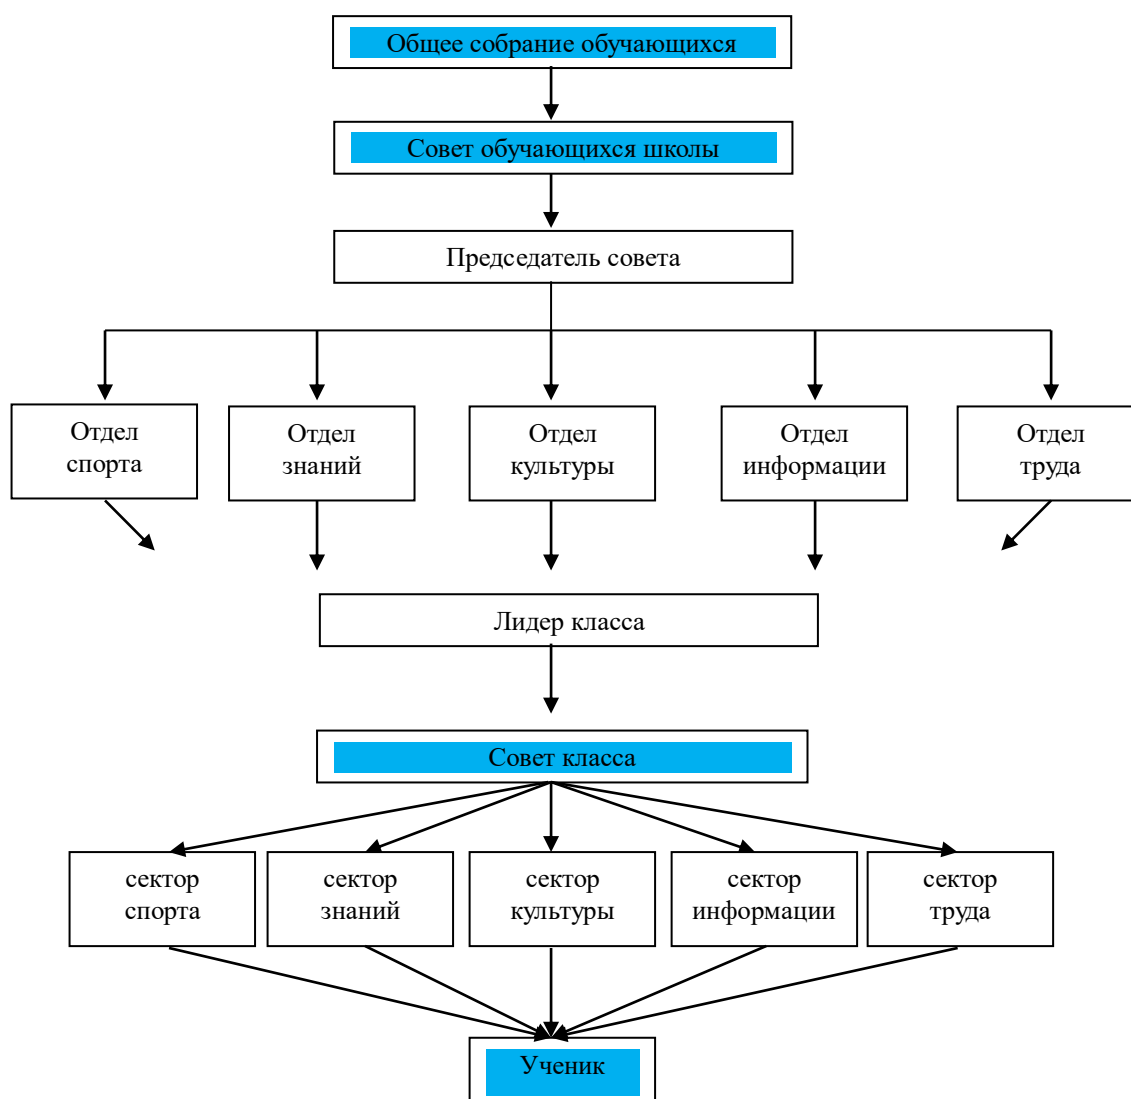 Общее собрание обучающихся
Совет обучающихся школы
Председатель совета
Отдел
спорта
Отдел
знаний
Отдел
культуры
Отдел
информации
Отдел
труда
Лидер класса
Совет класса
сектор
спорта
сектор
знаний
сектор
культуры
сектор
информации
сектор
труда
Ученик